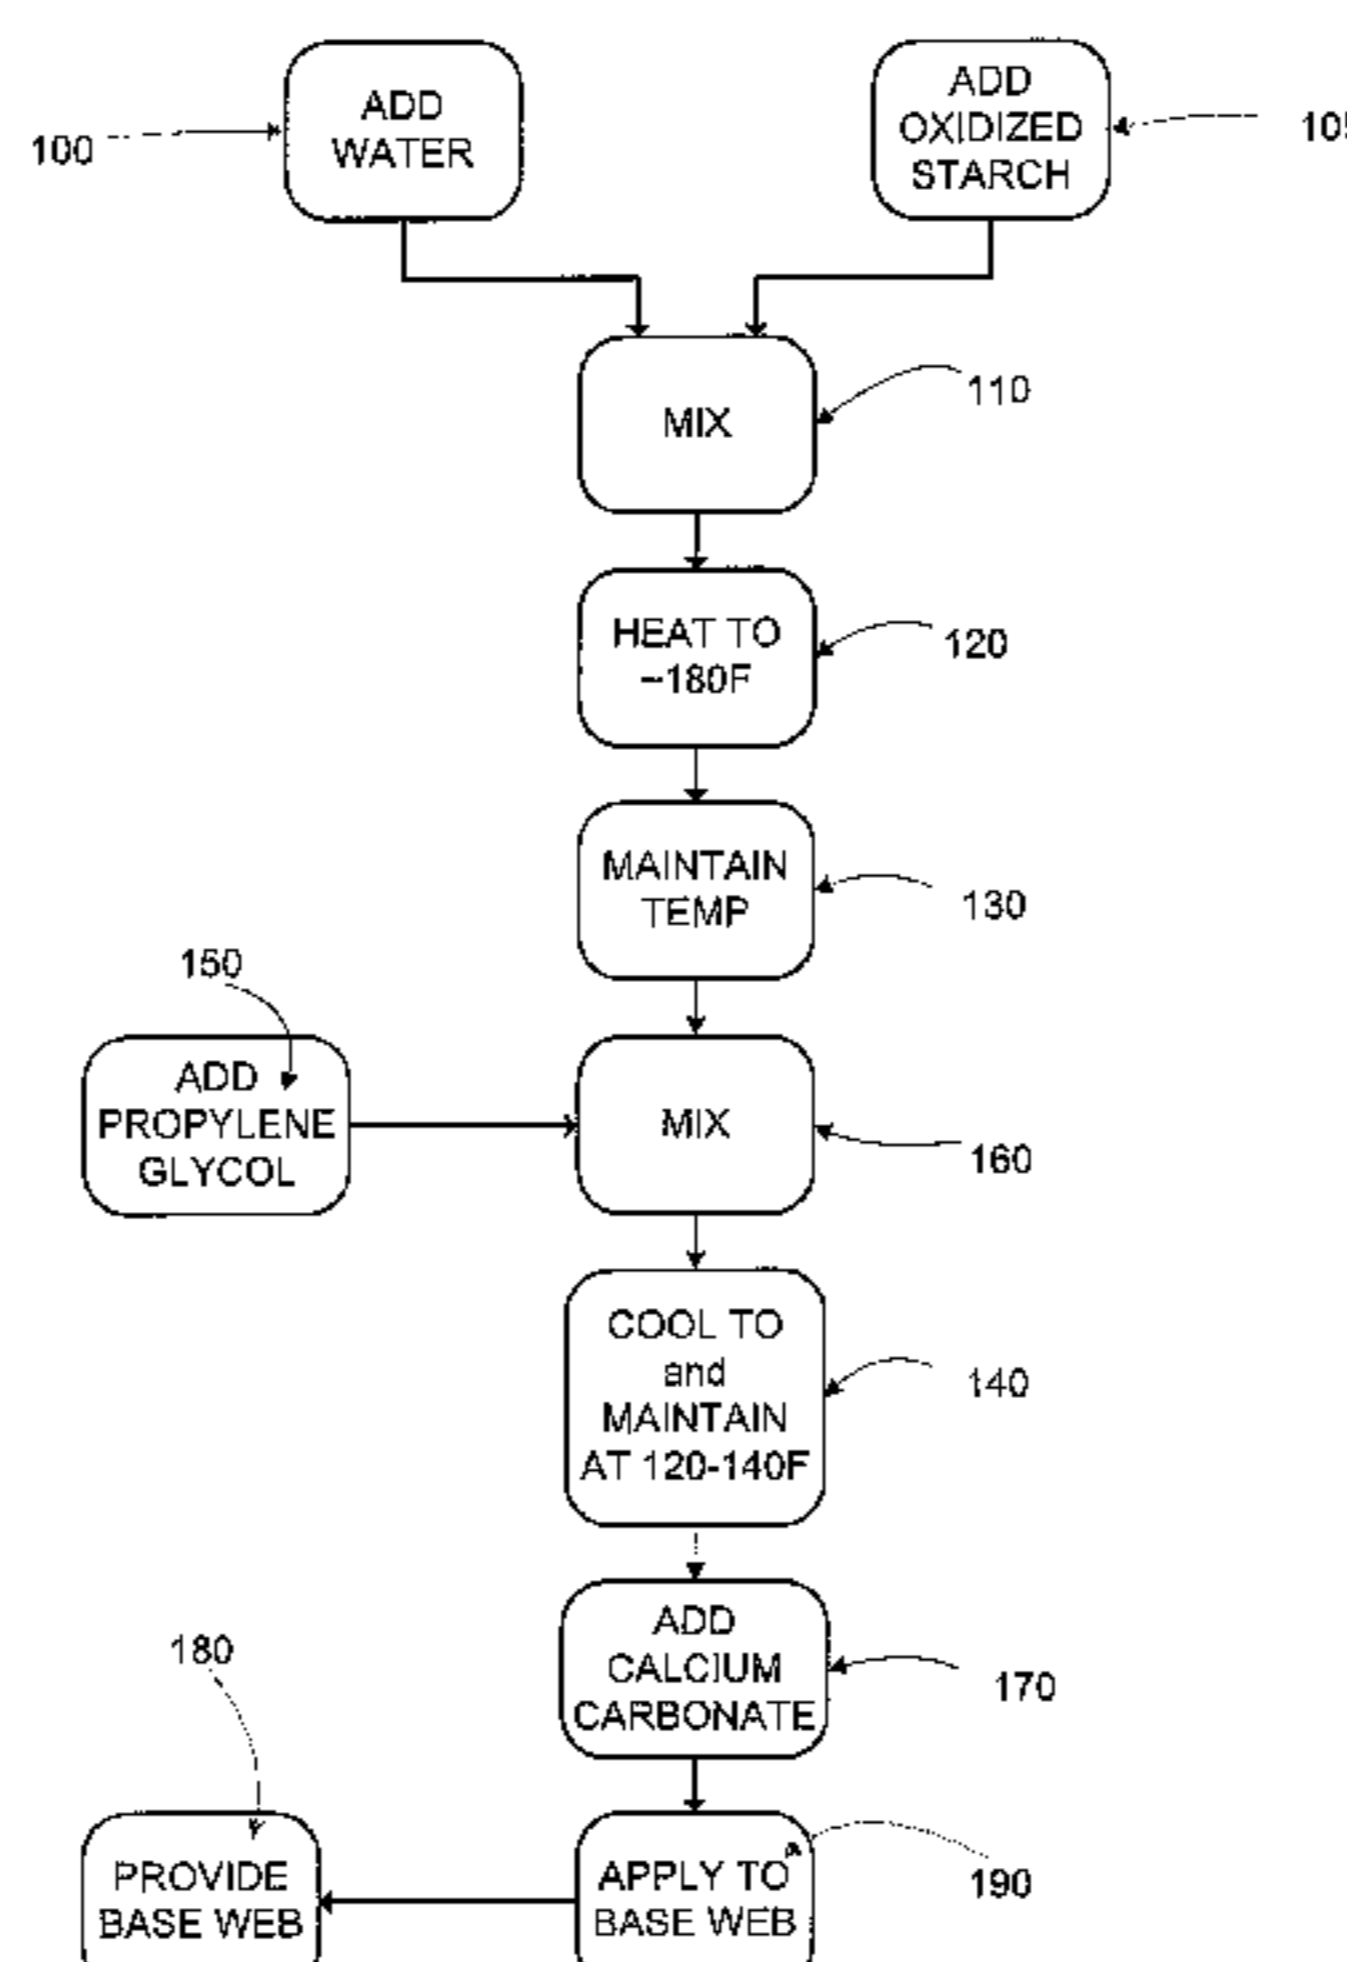 100
ADD
WATER
ADD
OXIDIZED
STARCH
MIX
110
HEAT TO
~180F
120
MAINTAIN
TEMP
130
150
ADD
PROPYLENE
GLYCOL
MIX
160
COOL TO
and
MAINTAIN
AT 120-140F
140
ADD
CALCIUM
CARBONATE
170
180
PROVIDE
BASE WEB
APPLY TO
BASE WEB
190